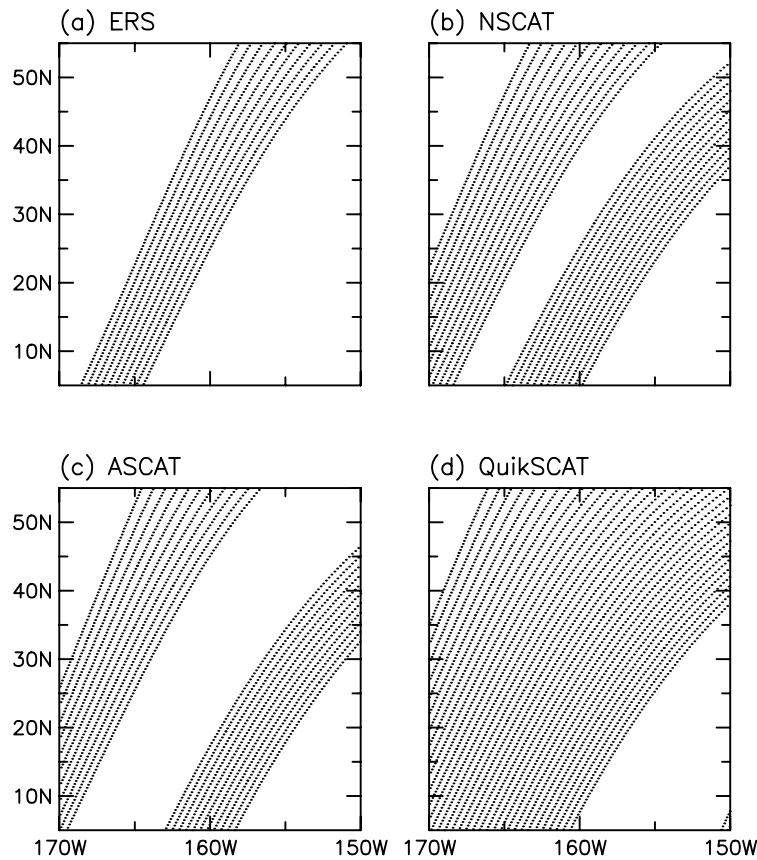 (a) ERS
(b) NSCAT
50N
40N
30N
20N
10N
(c) ASCAT
(d) QuikSCAT
50N
40N
30N
20N
10N
170W 160W 150W 170W 160W 150W